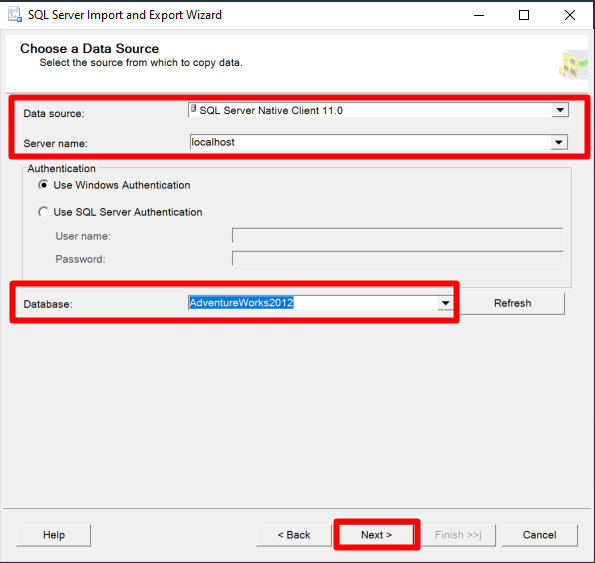 SQL Server Import and Export Wizard
Choose a Data Source
Select the source from which to copy data.
Data source: SQL Server Native Client 11.0
Server name: localhost
Authentication
Use Windows Authentication
Use SQL Server Authentication
User name:
Password:
Database: AdventureWorks2012 Refresh
Help < Back Next > Finish >>| Cancel